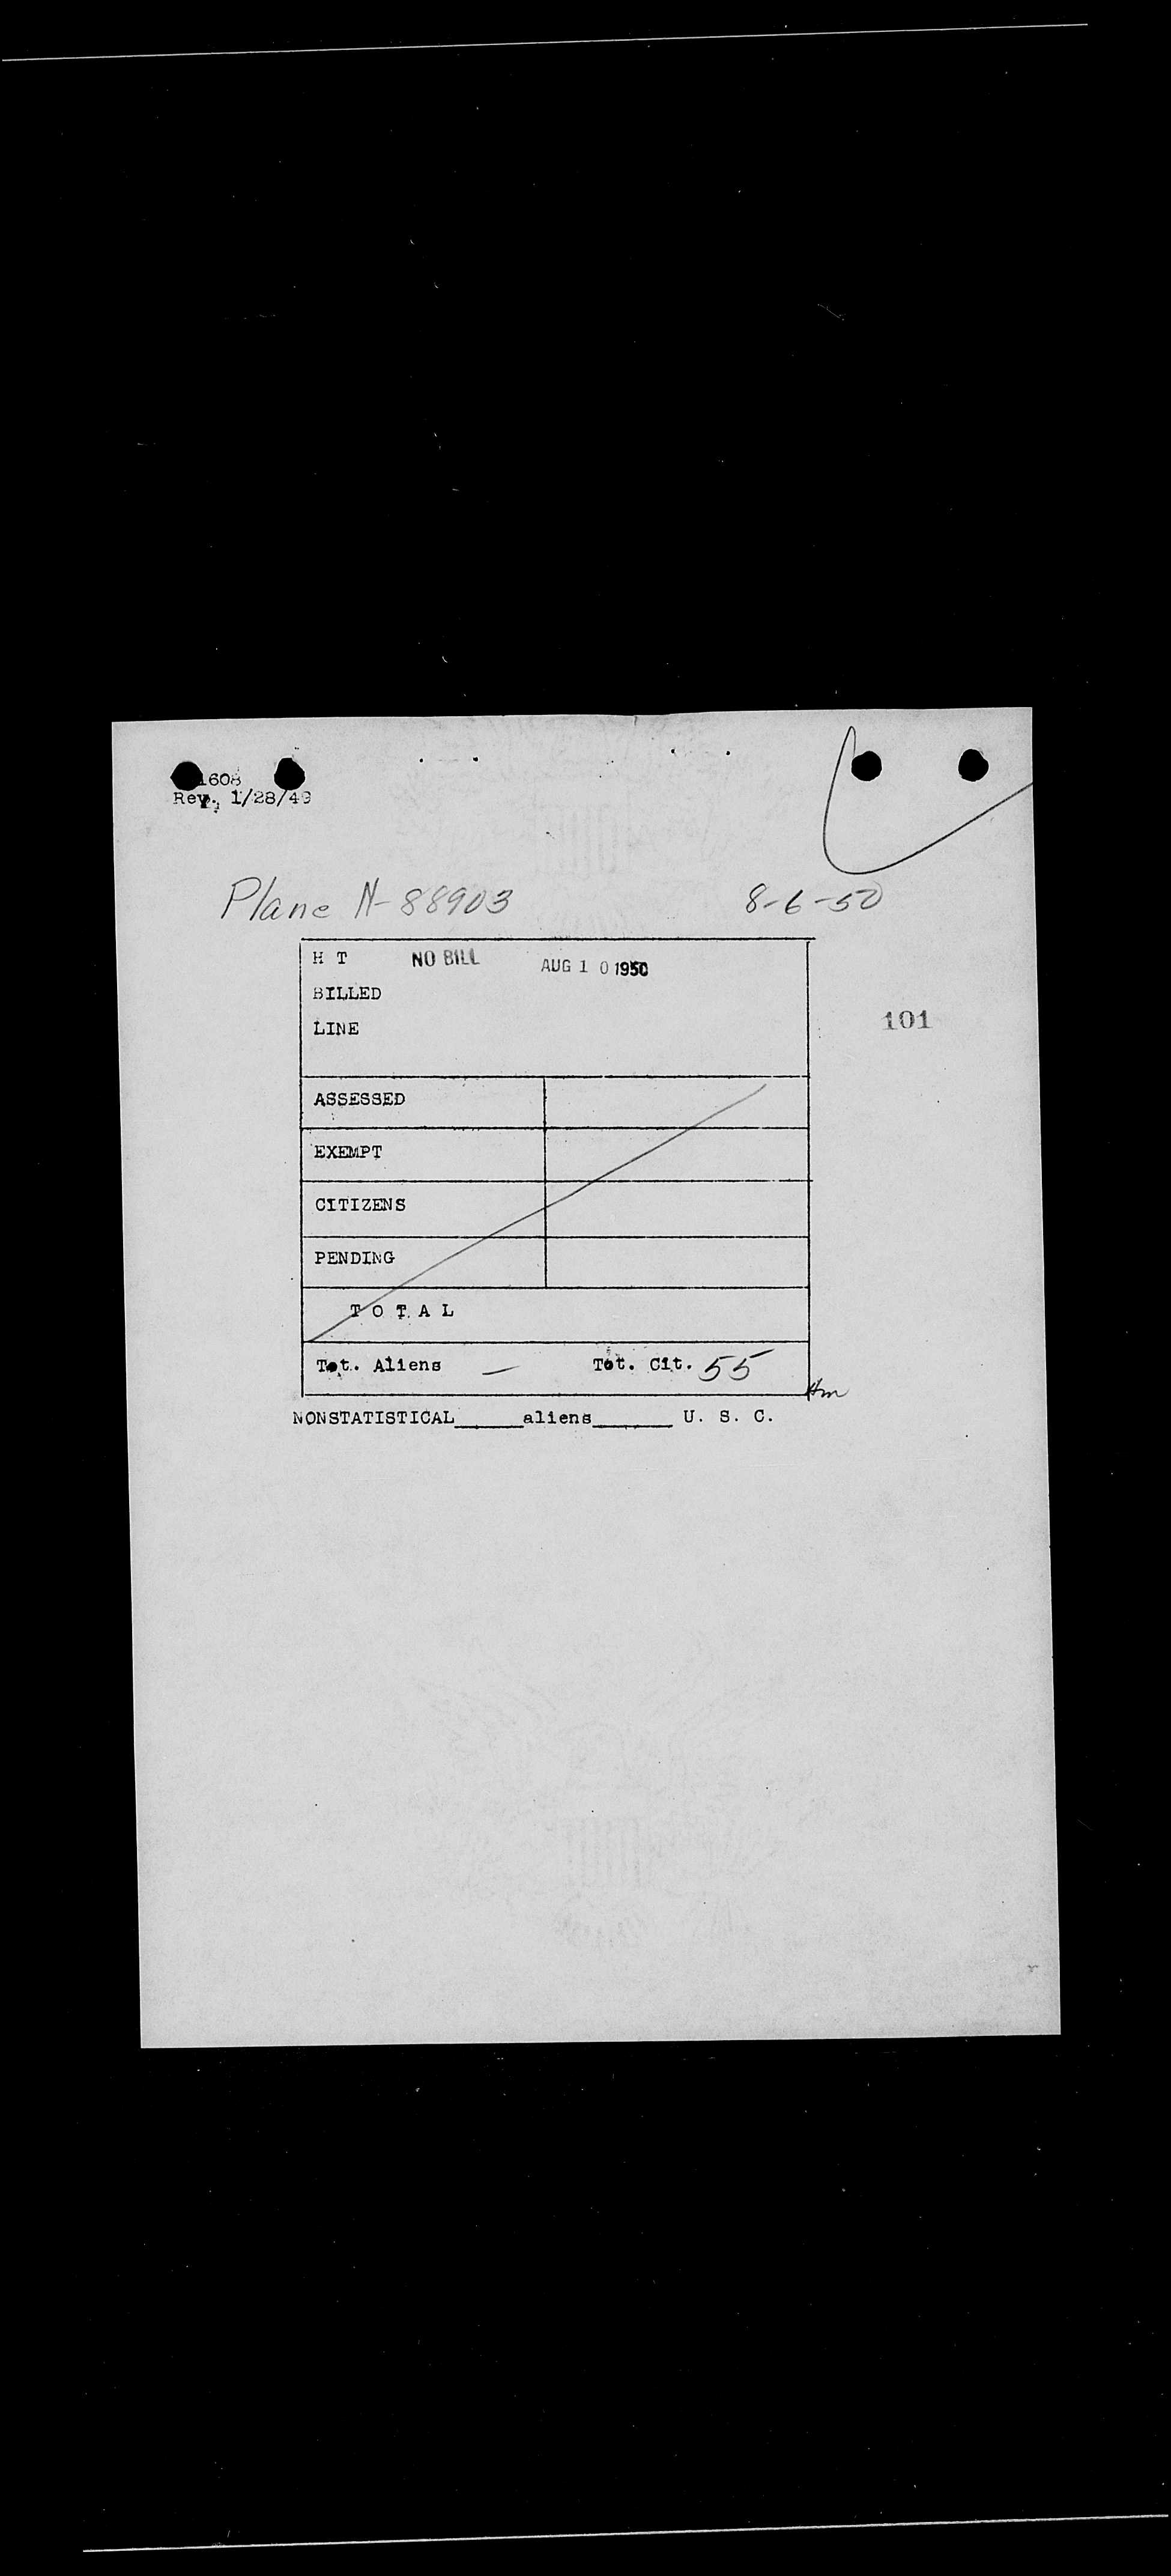 1608
Rev. 1/28/49
Plane N-88903 8-6-50
H T NO BILL AUG 1 0 1950
BILLED
101
LINE
ASSESSED
EXEMPT
CITIZENS
PENDING
T O T A L
Tot. Aliens — Tot. Cit. 55
Hm
NONSTATISTICAL______aliens_______ U. S. C.